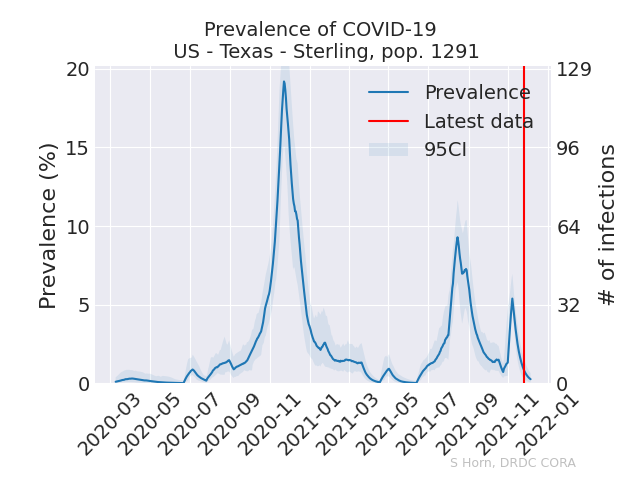 Prevalence of COVID-19
US - Texas - Sterling, pop. 1291
Prevalence (%)
20
15
10
5
0
129
96
64
32
0
# of infections
Prevalence
Latest data
95CI
2020-03
2020-05
2020-07
2020-09
2020-11
2021-01
2021-03
2021-05
2021-07
2021-09
2021-11
2022-01
S Horn, DRDC CORA